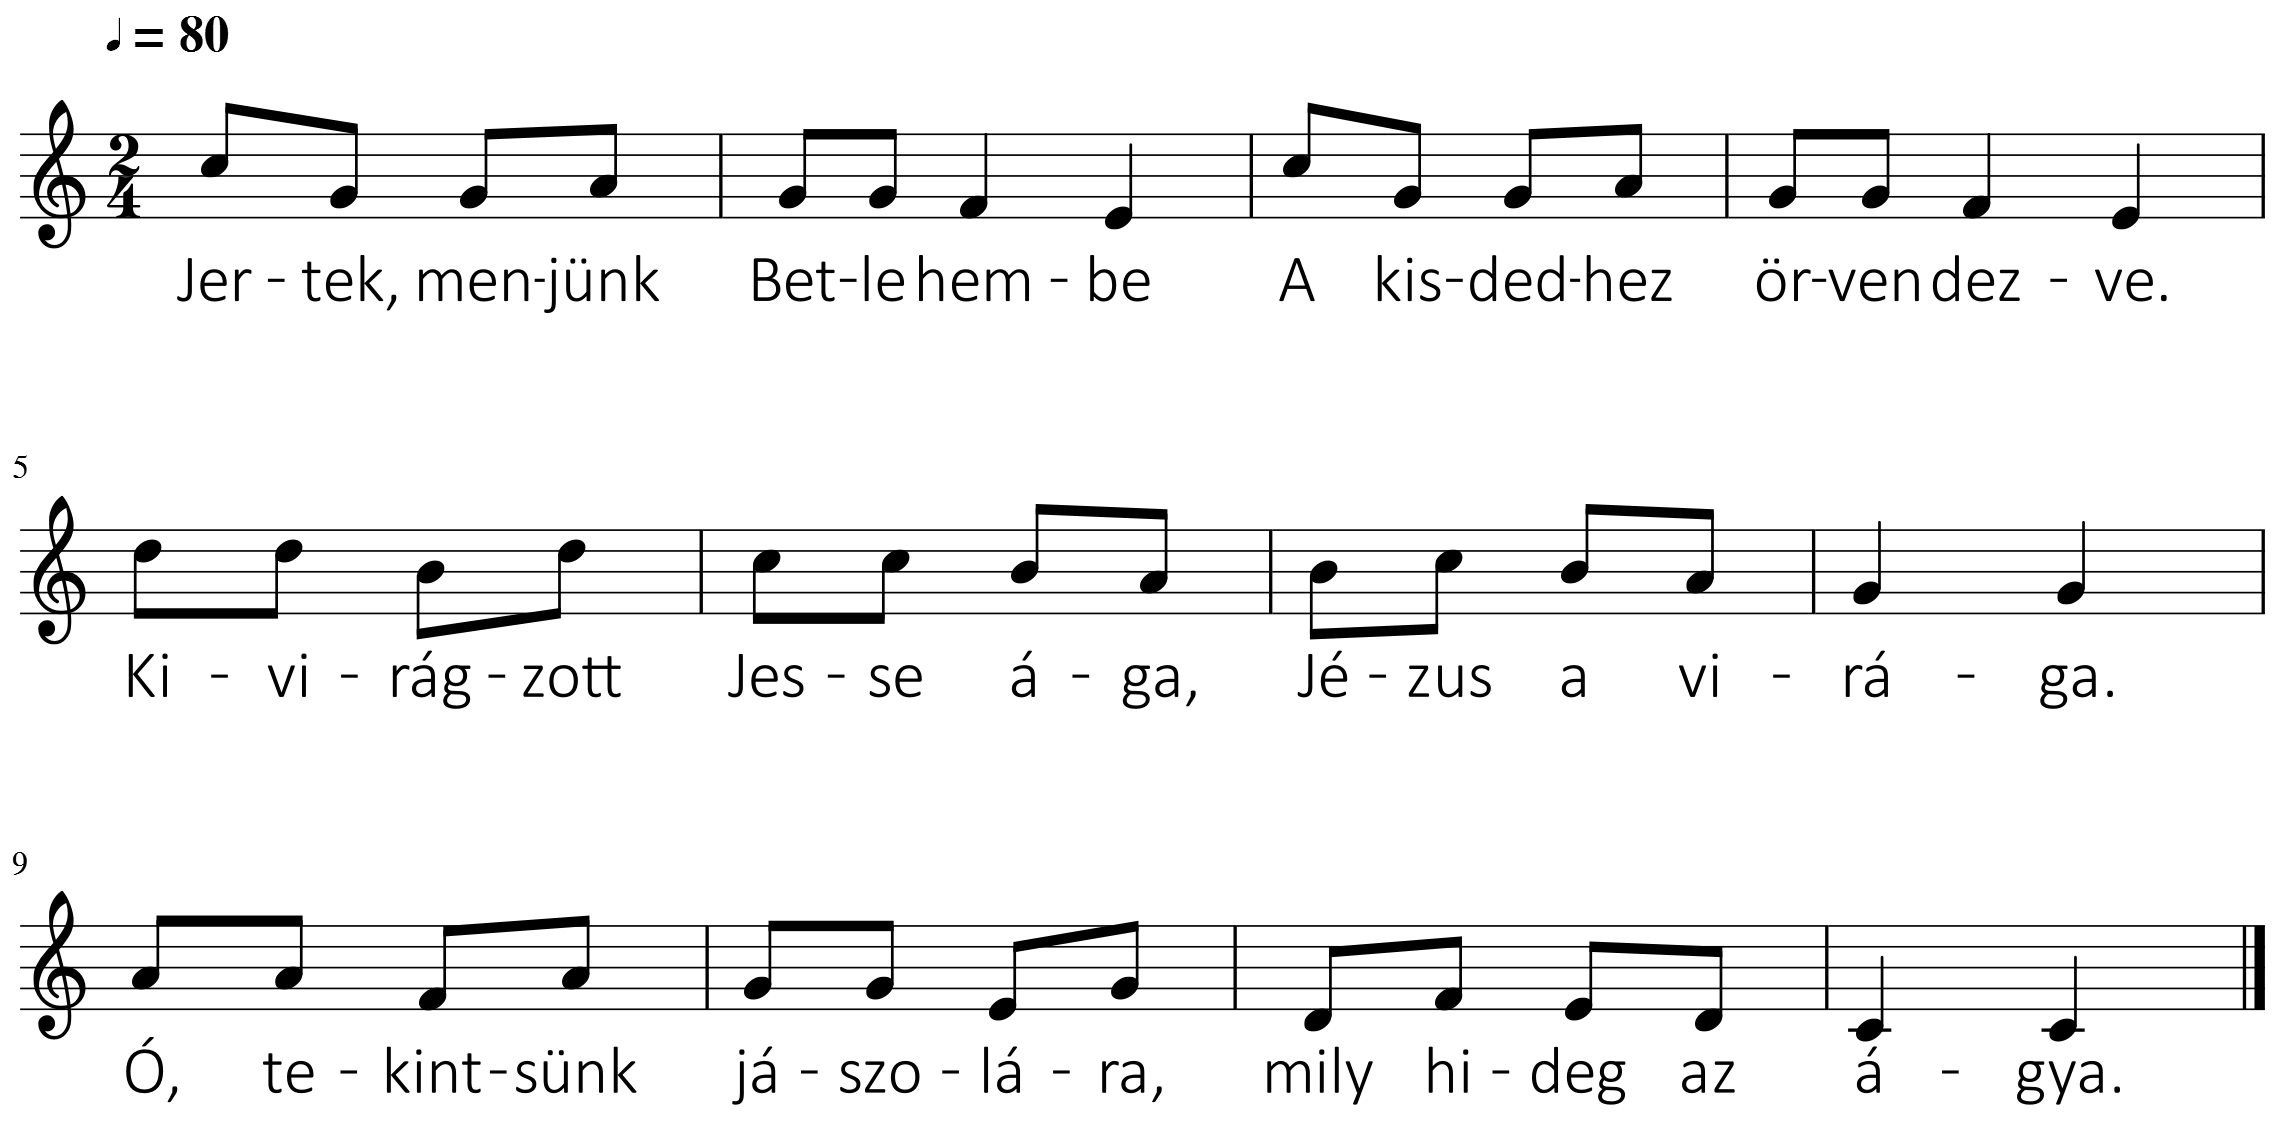 ♩ = 80
2
4
Jer - tek, men-jünk Bet-le hem - be A kis-ded-hez ör-ven dez - ve.
5
Ki - vi - rág - zott Jes - se á - ga, Jé - zus a vi - rá - ga.
9
Ó, te - kint-sünk já - szo - lá - ra, mily hi - deg az á - gya.